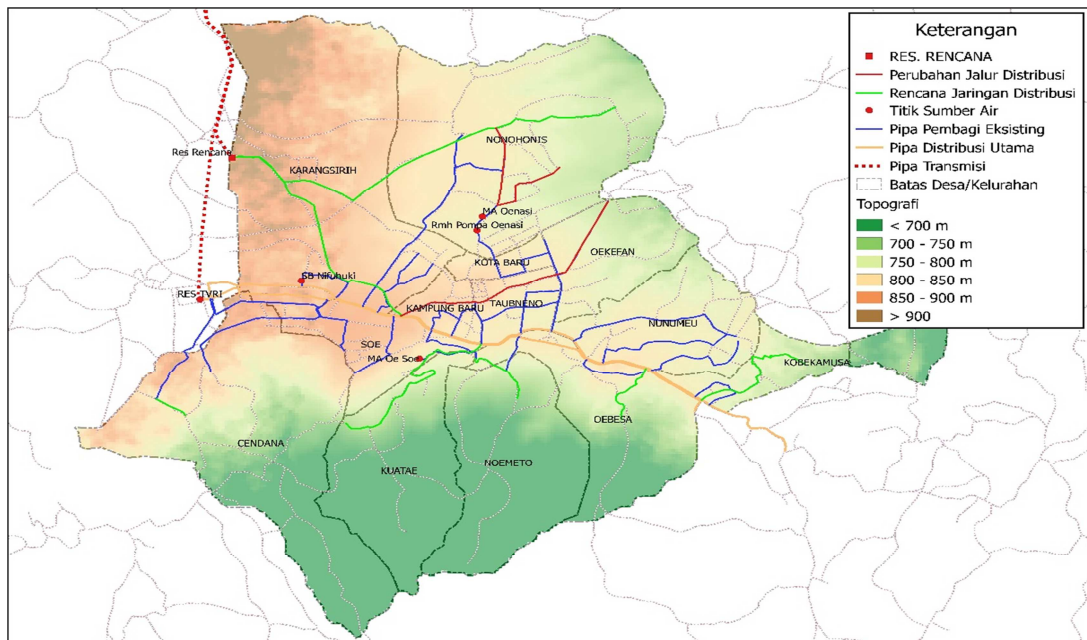 Keterangan
RES. RENCANA
Perubahan Jalur Distribusi
Rencana Jaringan Distribusi
Titik Sumber Air
Pipa Pembagi Eksisting
Pipa Distribusi Utama
Pipa Transmisi
Batas Desa/Kelurahan
Topografi
< 700 m
700 - 750 m
750 - 800 m
800 - 850 m
850 - 900 m
> 900
NONOHONIS
Res Rencana
KARANGSIRIH
MA Oenasi
Rmh Pompa Oenasi
OEKEFAN
KOTA BARU
SB Nifuhuki
RES-TVRI
TAUBNENO
KAMPUNG BARU
NUNUMEU
SOE
MA Oe Soe
KOBEKAMUSA
OEBESA
CENDANA
NOEMETO
KUATAE